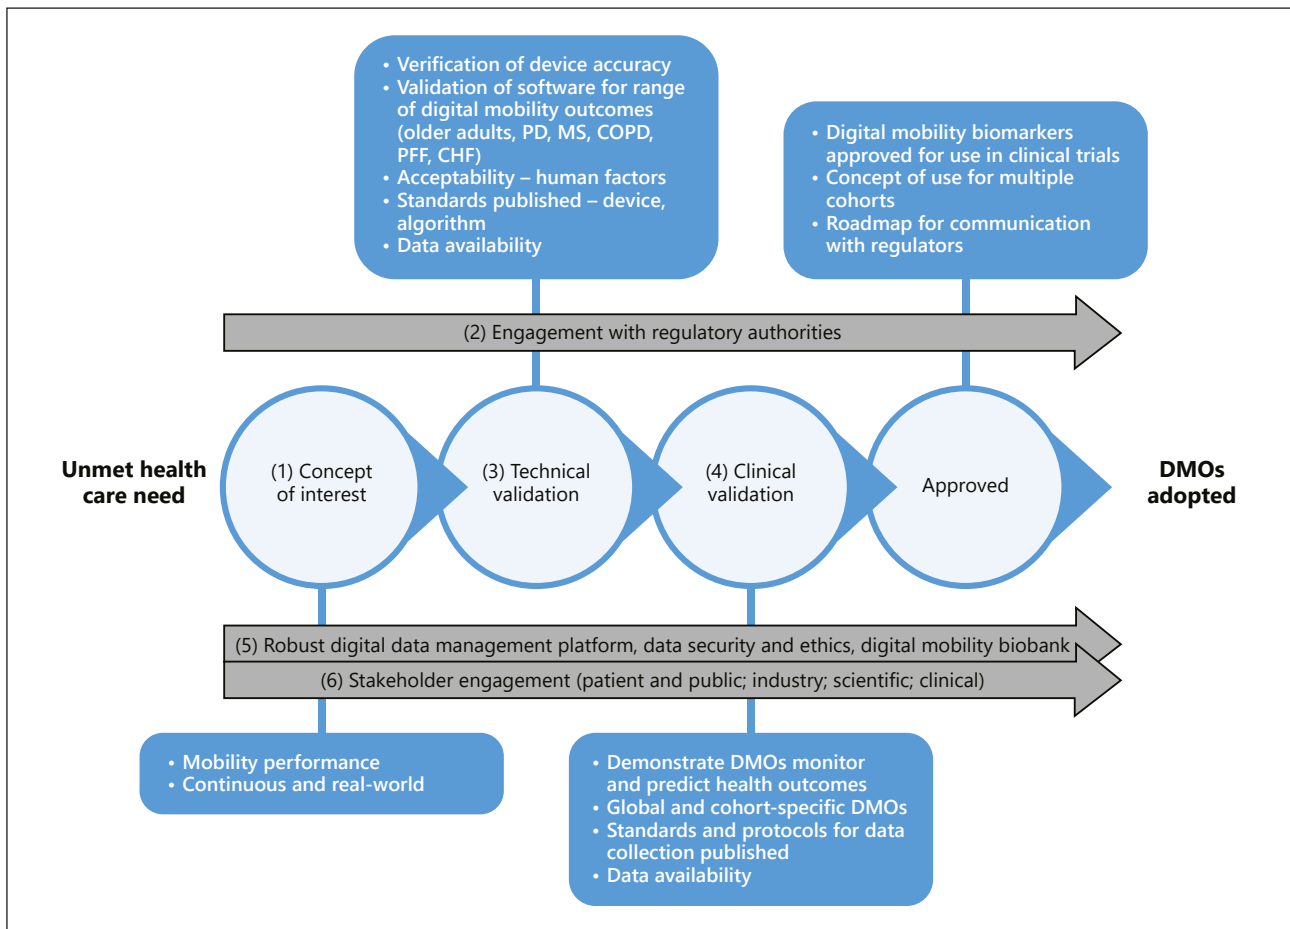 • Verification of device accuracy
• Validation of software for range
of digital mobility outcomes
(older adults, PD, MS, COPD,
PFF, CHF)
• Acceptability – human factors
• Standards published – device,
algorithm
• Data availability
• Digital mobility biomarkers
approved for use in clinical trials
• Concept of use for multiple
cohorts
• Roadmap for communication
with regulators
(2) Engagement with regulatory authorities
Unmet health
care need
(1) Concept
of interest
(3) Technical
validation
(4) Clinical
validation
Approved
DMOs
adopted
(5) Robust digital data management platform, data security and ethics, digital mobility biobank
(6) Stakeholder engagement (patient and public; industry; scientific; clinical)
• Mobility performance
• Continuous and real-world
• Demonstrate DMOs monitor
and predict health outcomes
• Global and cohort-specific DMOs
• Standards and protocols for data
collection published
• Data availability